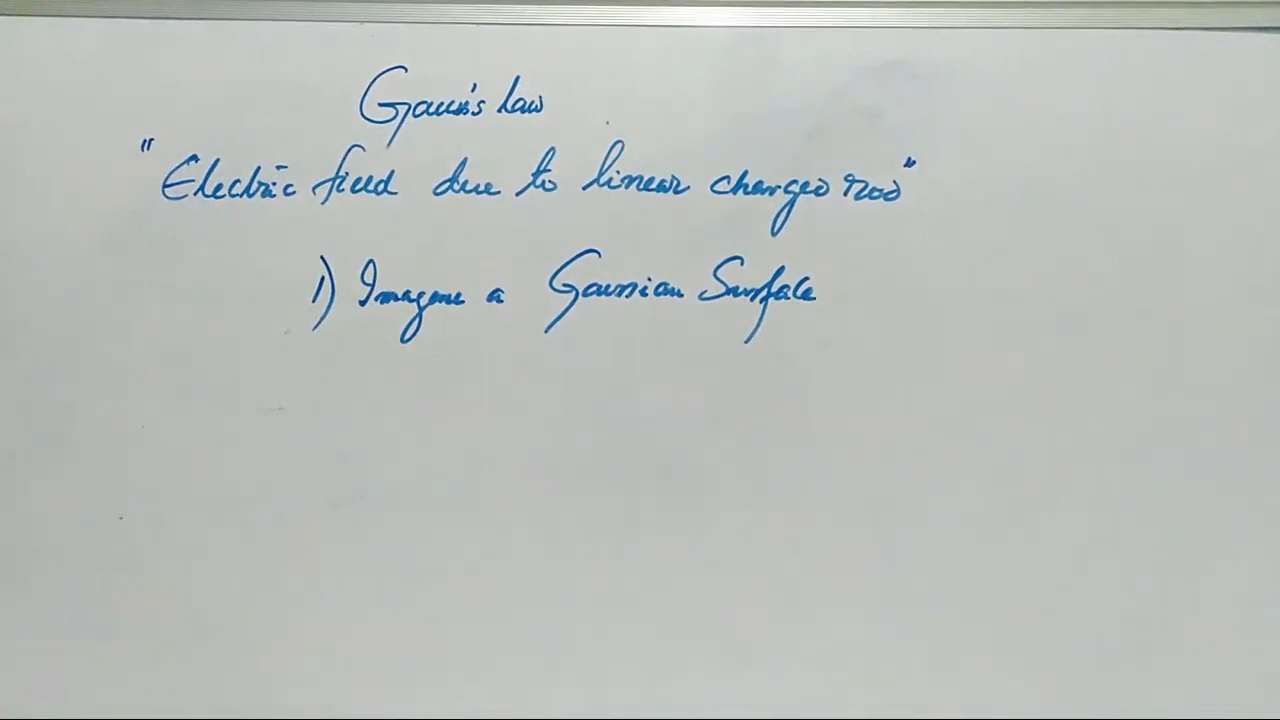 Gauss's law
"Electric field due to linear charged rod"
1) Imagine a Gaussian Surface